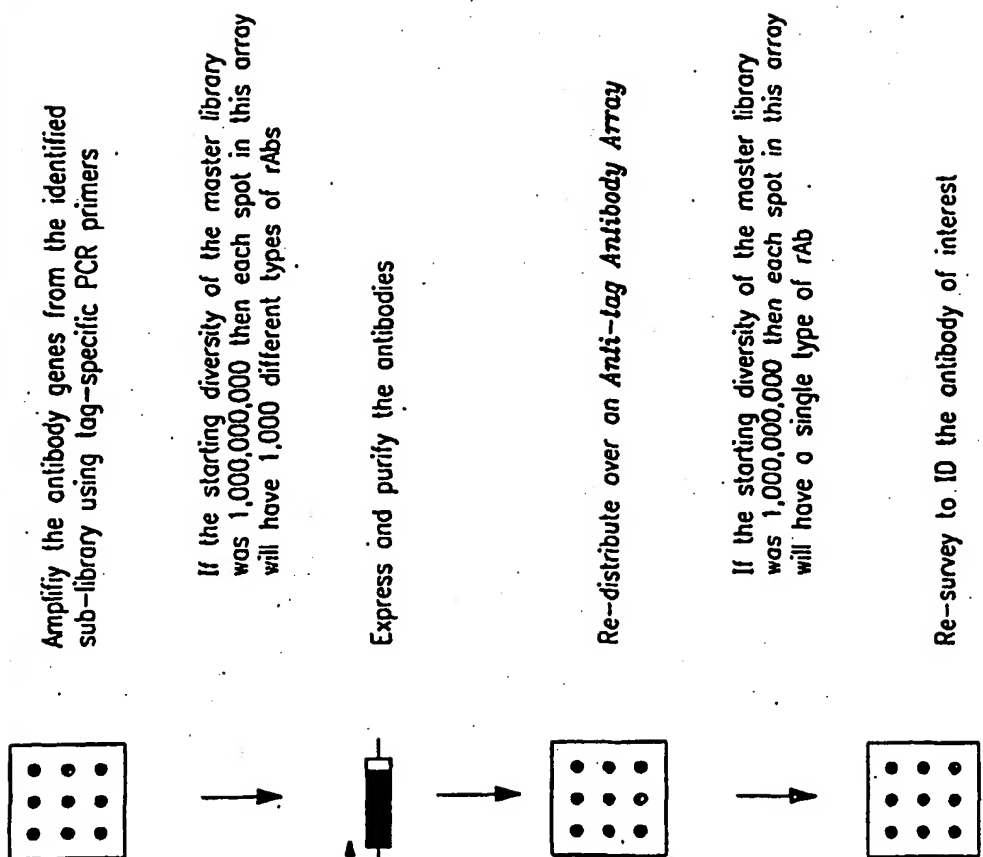 Amplifiy the antibody genes from the identified
sub-library using tag-specific PCR primers
If the starting diversity of the master library
was 1,000,000,000 then each spot in this array
will have 1,000 different types of rAbs
Express and purify the antibodies
Re-distribute over an Anti-tag Antibody Array
If the starting diversity of the master library
was 1,000,000,000 then each spot in this array
will have a single type of rAb
Re-survey to ID the antibody of interest